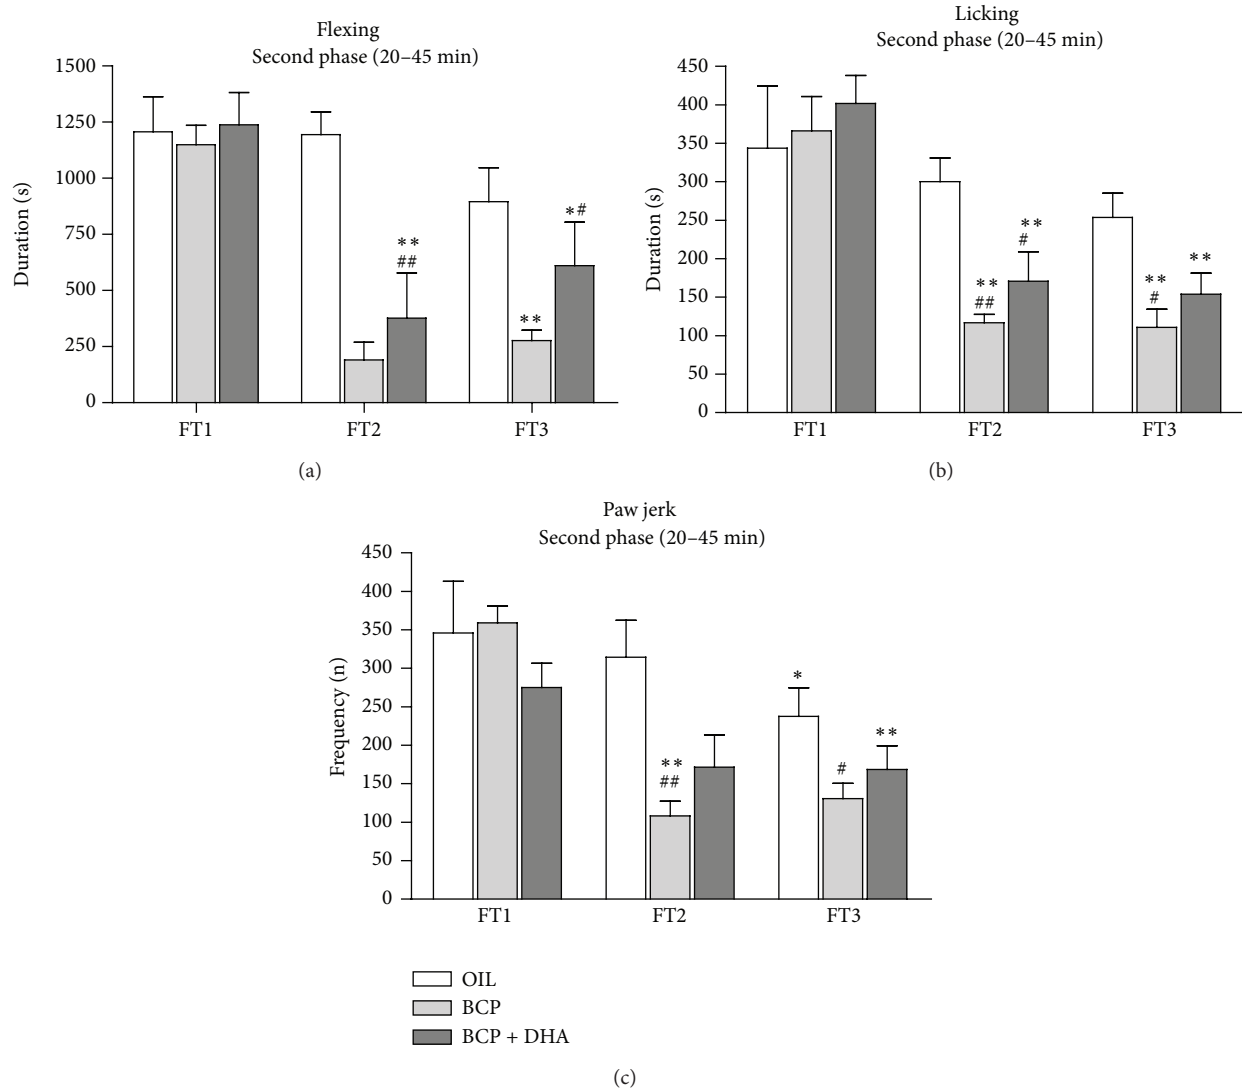 Flexing
Second phase (20–45 min)
1500
1250
1000
750
500
250
0
Duration (s)
**
##
**
*#
FT1
FT2
FT3
(a)
Licking
Second phase (20–45 min)
450
400
350
300
250
200
150
100
50
0
Duration (s)
**
##
**
#
**
#
**
FT1
FT2
FT3
(b)
Paw jerk
Second phase (20–45 min)
450
400
350
300
250
200
150
100
50
0
Frequency (n)
**
##
*
#
**
FT1
FT2
FT3
OIL
BCP
BCP + DHA
(c)